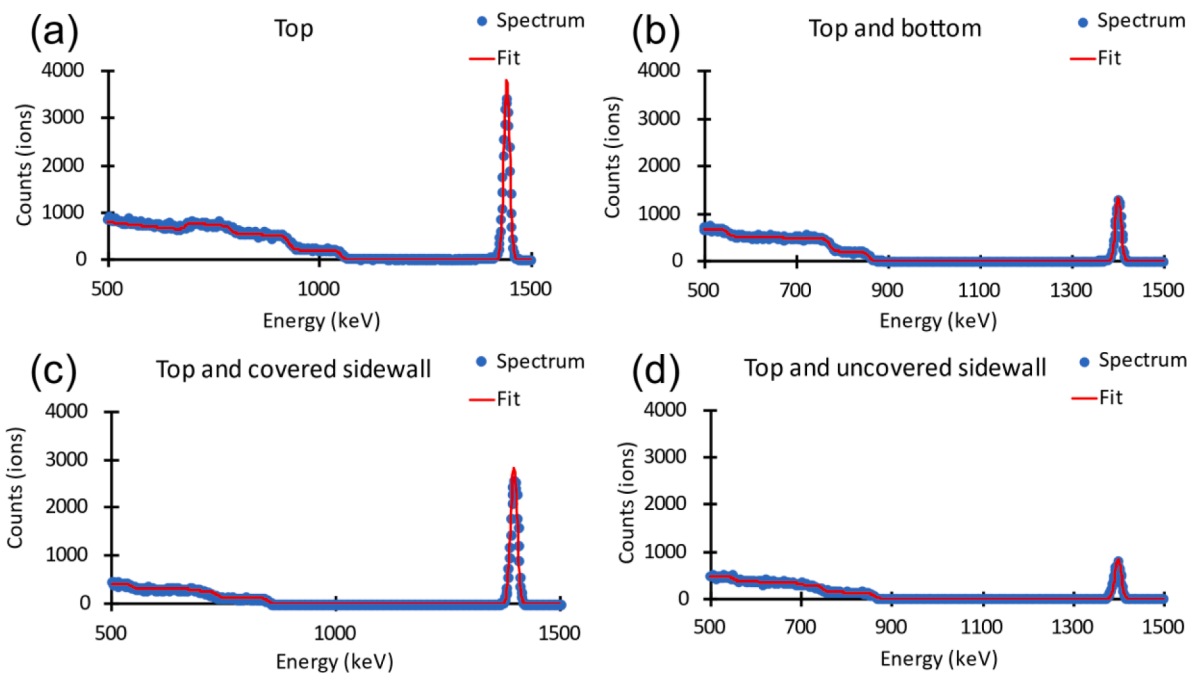 (a)
Top
Spectrum
Fit
4000
3000
2000
1000
0
Counts (ions)
500
1000
1500
Energy (keV)
(b)
Top and bottom
Spectrum
Fit
4000
3000
2000
1000
0
Counts (ions)
500
700
900
1100
1300
1500
Energy (keV)
(c)
Top and covered sidewall
Spectrum
Fit
4000
3000
2000
1000
0
Counts (ions)
500
1000
1500
Energy (keV)
(d)
Top and uncovered sidewall
Spectrum
Fit
4000
3000
2000
1000
0
Counts (ions)
500
700
900
1100
1300
1500
Energy (keV)